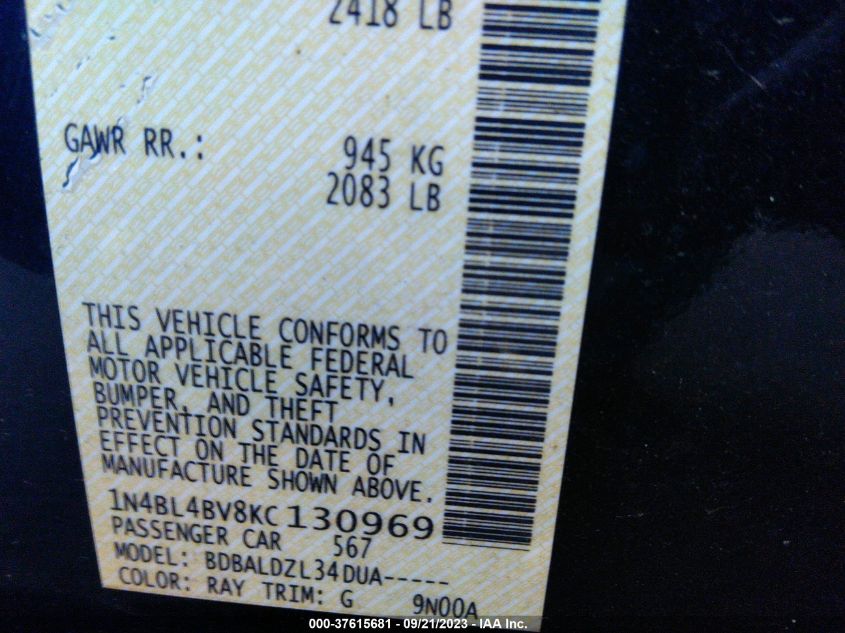 2418 LB
GAWR RR.: 945 KG
2083 LB
THIS VEHICLE CONFORMS TO
ALL APPLICABLE FEDERAL
MOTOR VEHICLE SAFETY,
BUMPER, AND THEFT
PREVENTION STANDARDS IN
EFFECT ON THE DATE OF
MANUFACTURE SHOWN ABOVE.
1N4BL4BV8KC130969
PASSENGER CAR 567
MODEL: BDBALDZL34DUA-----
COLOR: RAY TRIM: G 9N00A
000-37615681 - 09/21/2023 - IAA Inc.